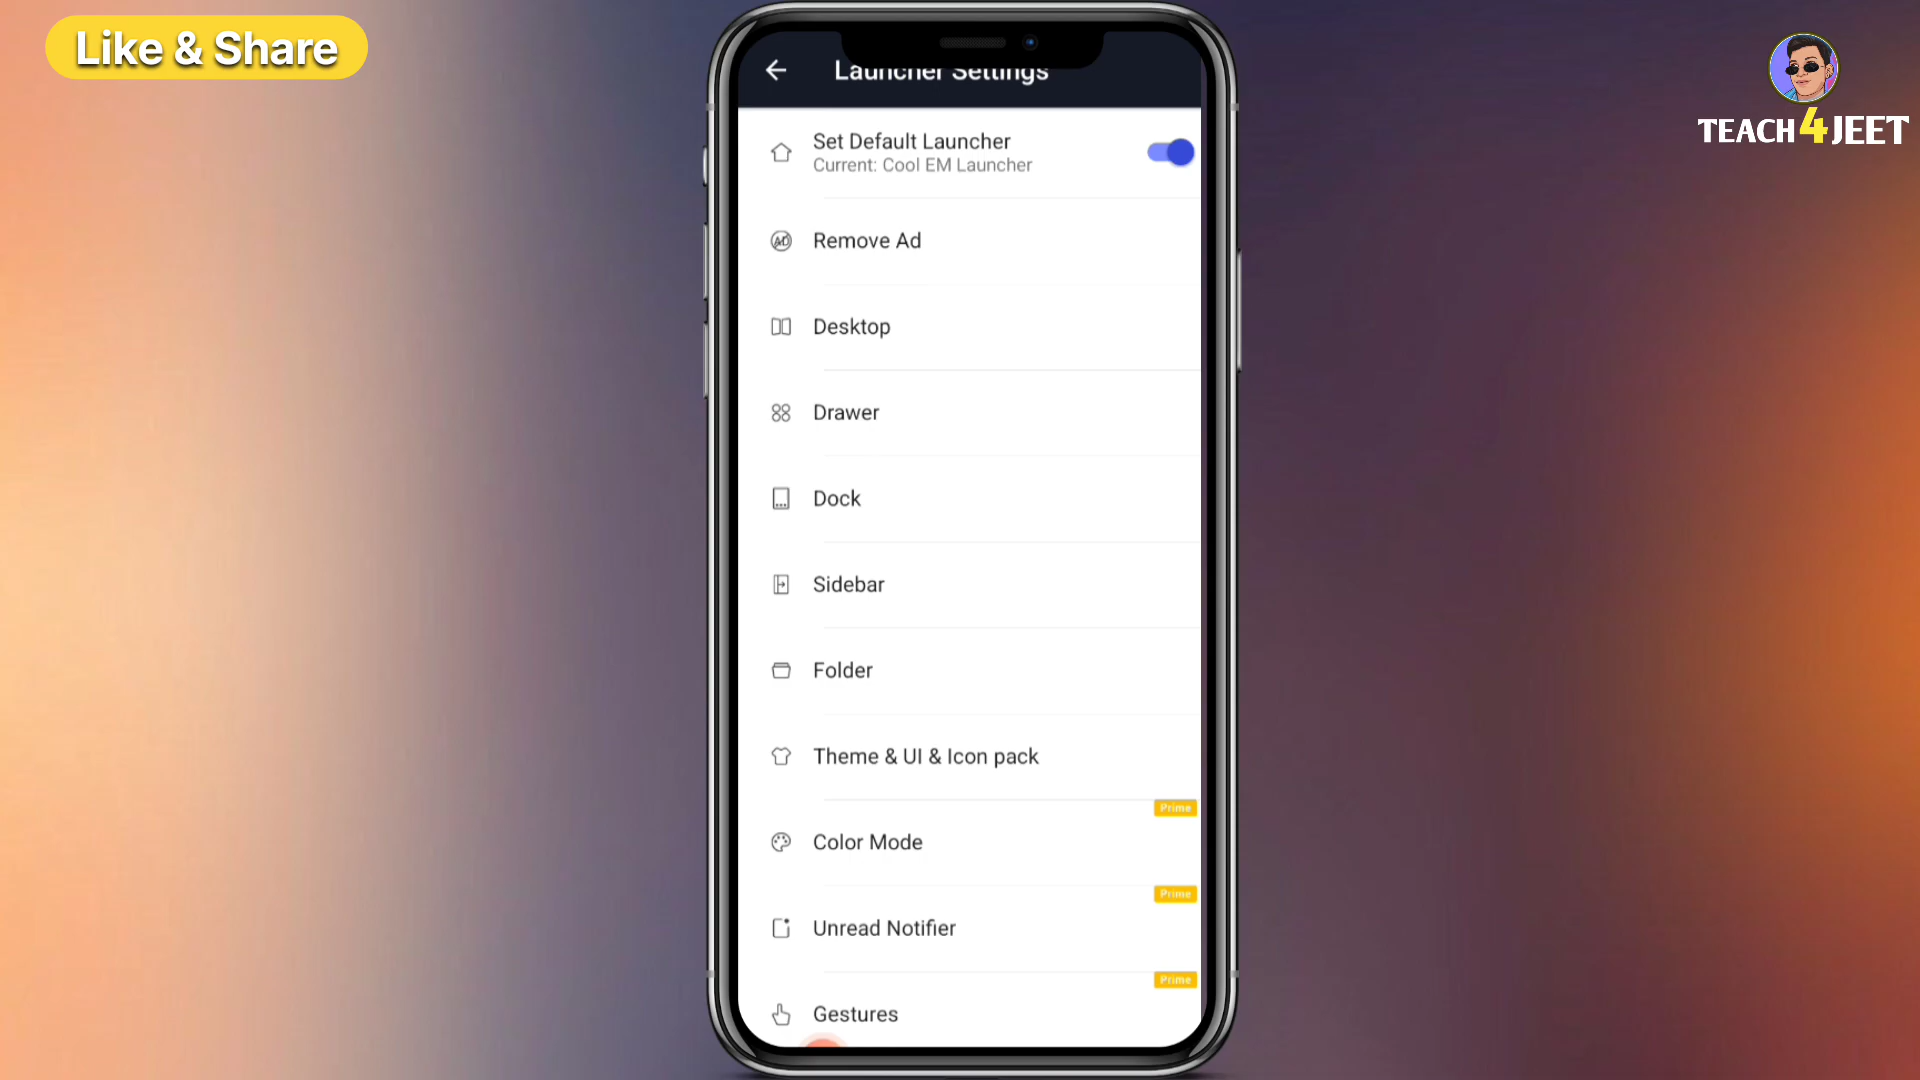 Like & Share
TEACH4JEET
Launcher Settings
Set Default Launcher
Current: Cool EM Launcher
AD
Remove Ad
Desktop
Drawer
Dock
Sidebar
Folder
Theme & UI & Icon pack
Prime
Color Mode
Prime
Unread Notifier
Prime
Gestures